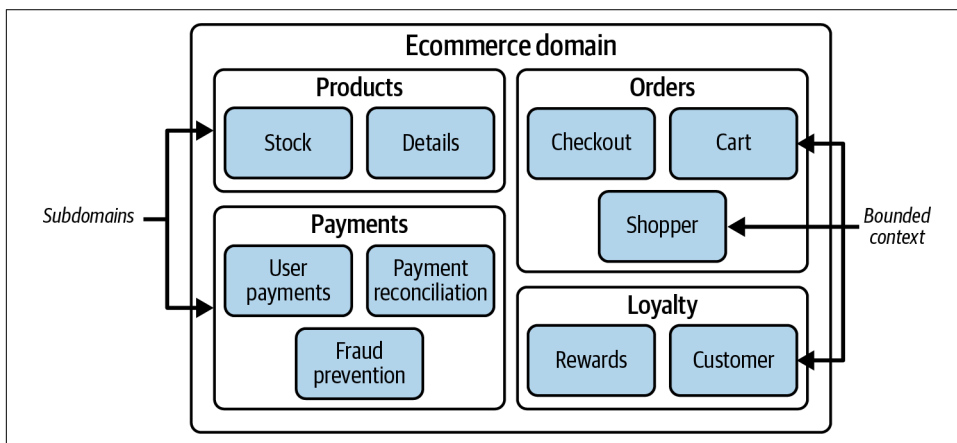 Ecommerce domain
Products
Stock
Details
Orders
Checkout
Cart
Shopper
Subdomains
Payments
User
payments
Payment
reconciliation
Fraud
prevention
Bounded
context
Loyalty
Rewards
Customer